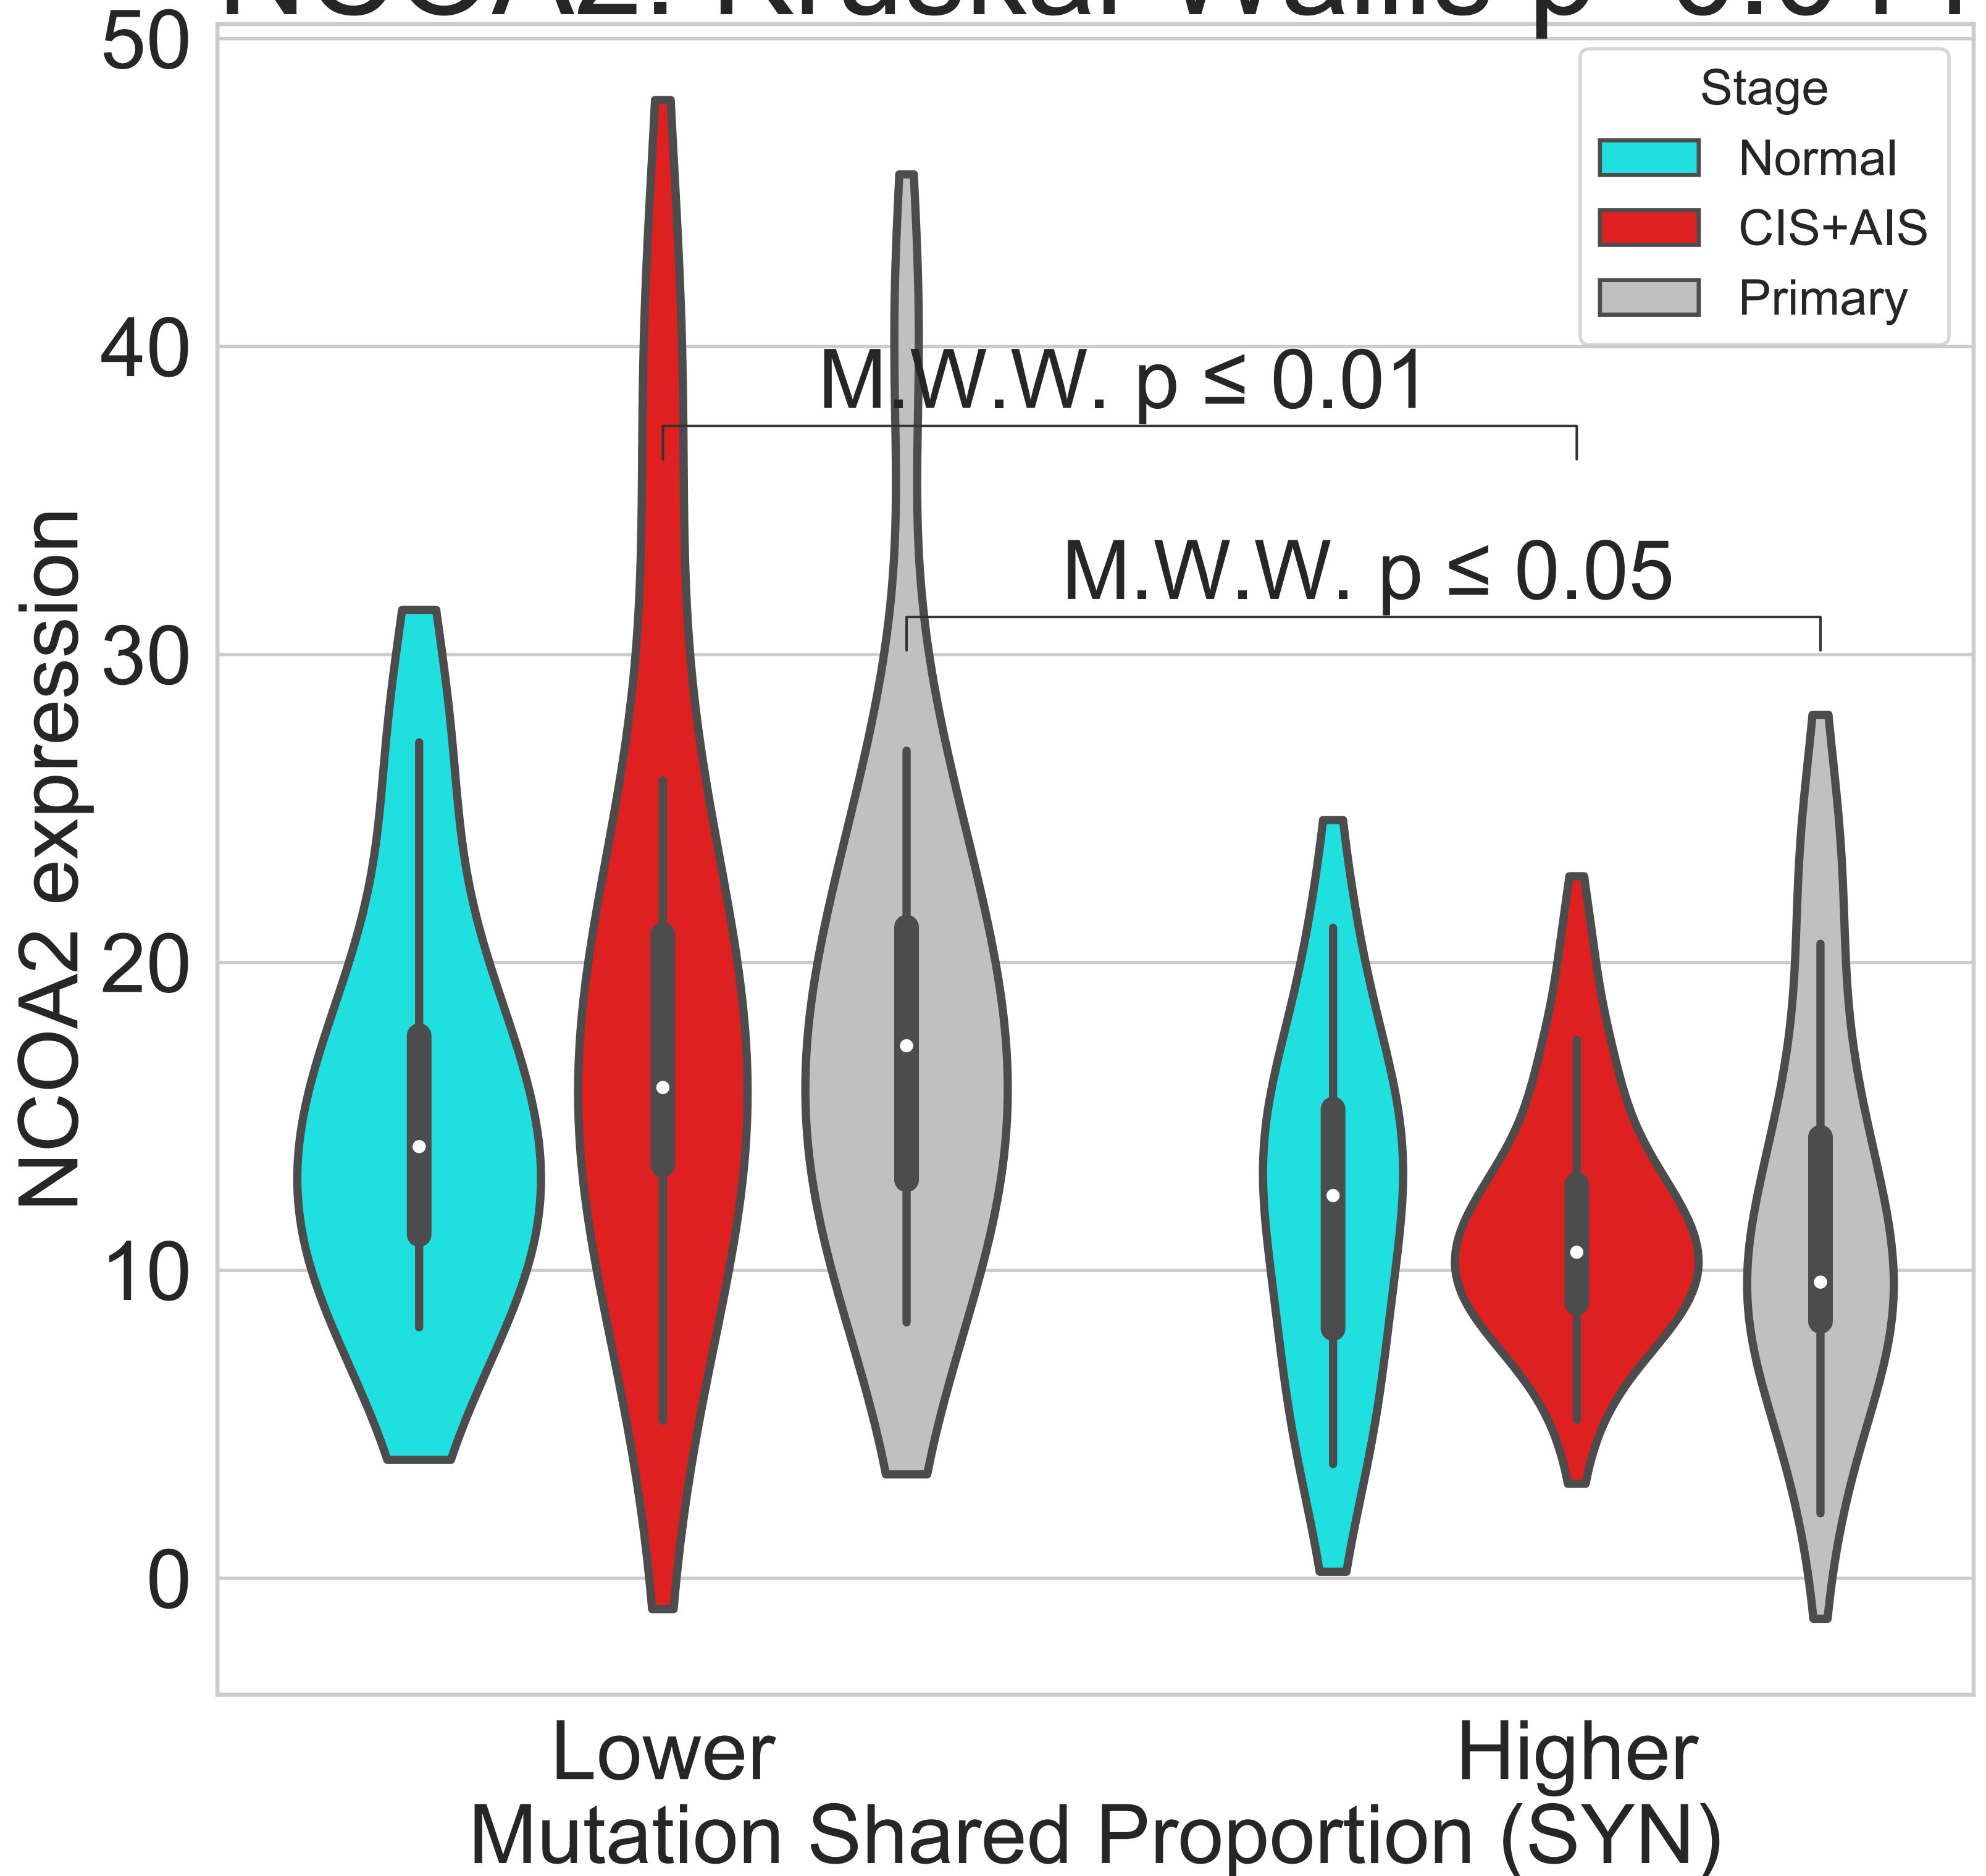 50
Stage
Normal
CIS+AIS
Primary
40
M.W.W. p ≤ 0.01
M.W.W. p ≤ 0.05
30
20
10
0
NCOA2 expression
Lower
Higher
Mutation Shared Proportion (SYN)